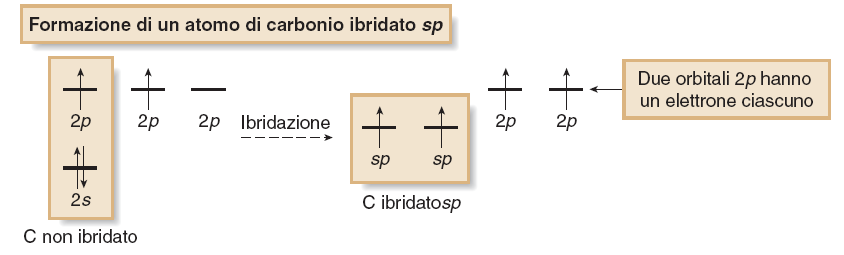 Formazione di un atomo di carbonio ibridato sp
2p 2p 2p
2s
C non ibridato
Ibridazione
sp sp
C ibridatosp
2p 2p
Due orbitali 2p hanno
un elettrone ciascuno